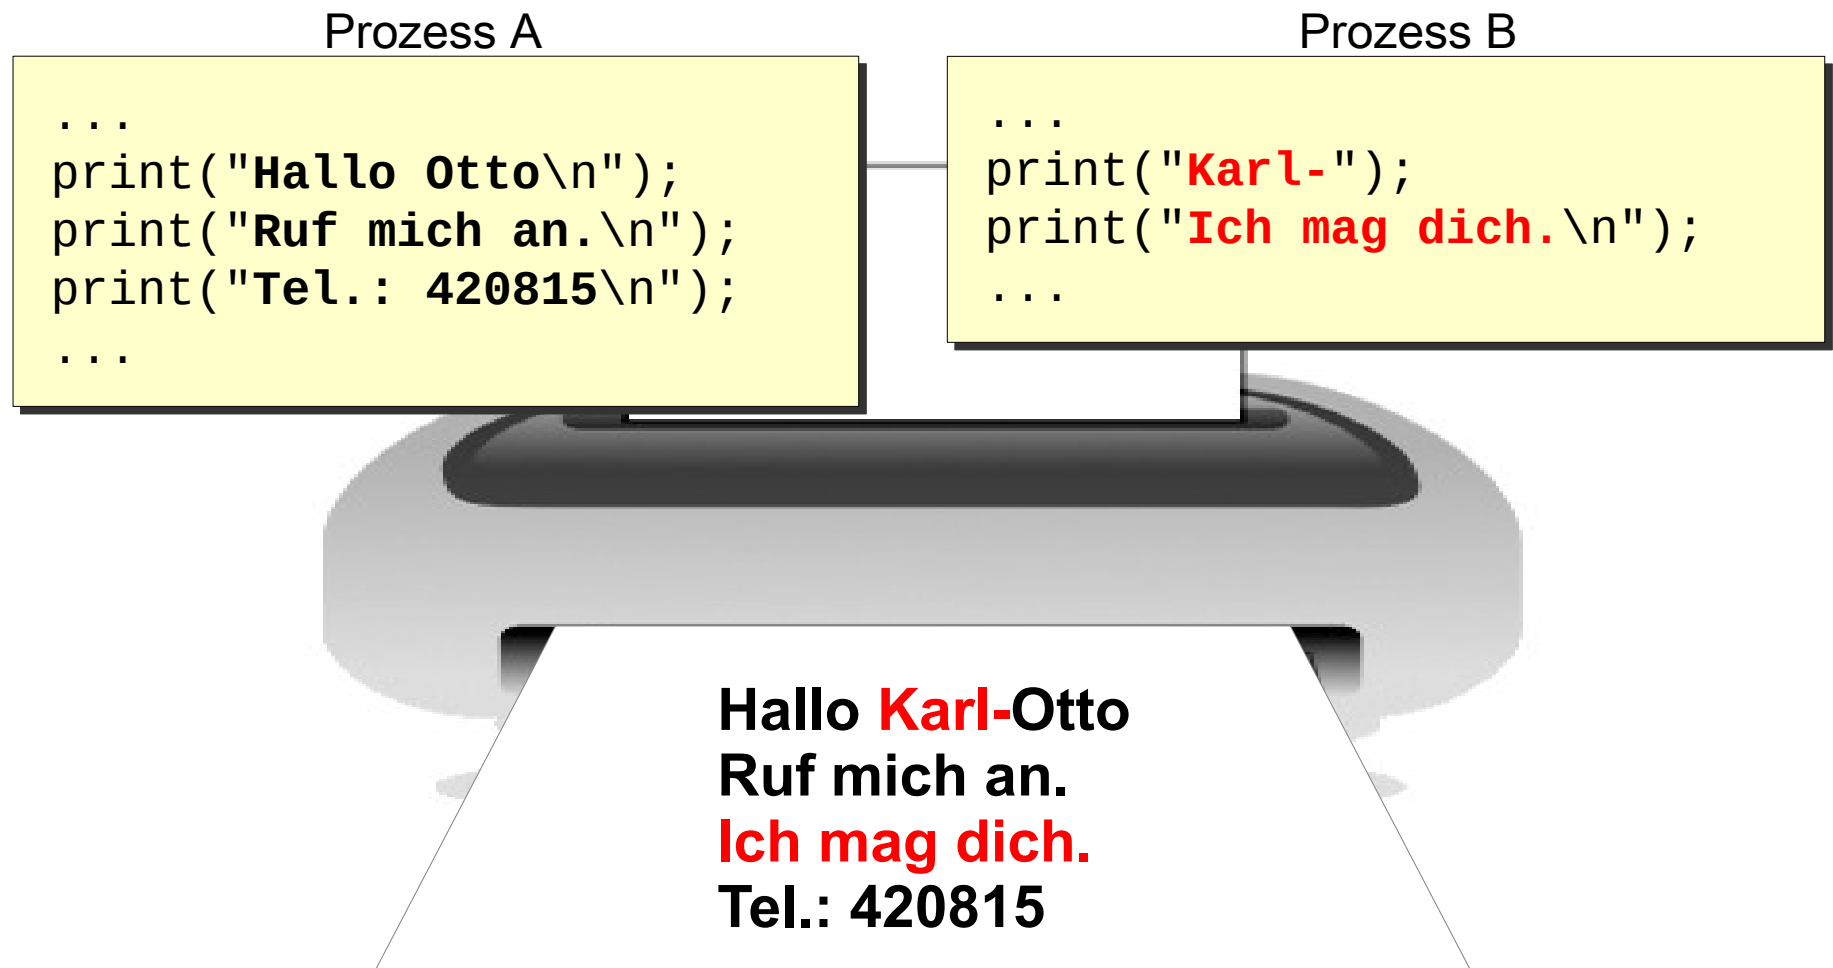 Prozess A
...
print("Hallo Otto\n");
print("Ruf mich an.\n");
print("Tel.: 420815\n");
...
Prozess B
...
print("Karl-");
print("Ich mag dich.\n");
...
Hallo Karl-Otto
Ruf mich an.
Ich mag dich.
Tel.: 420815